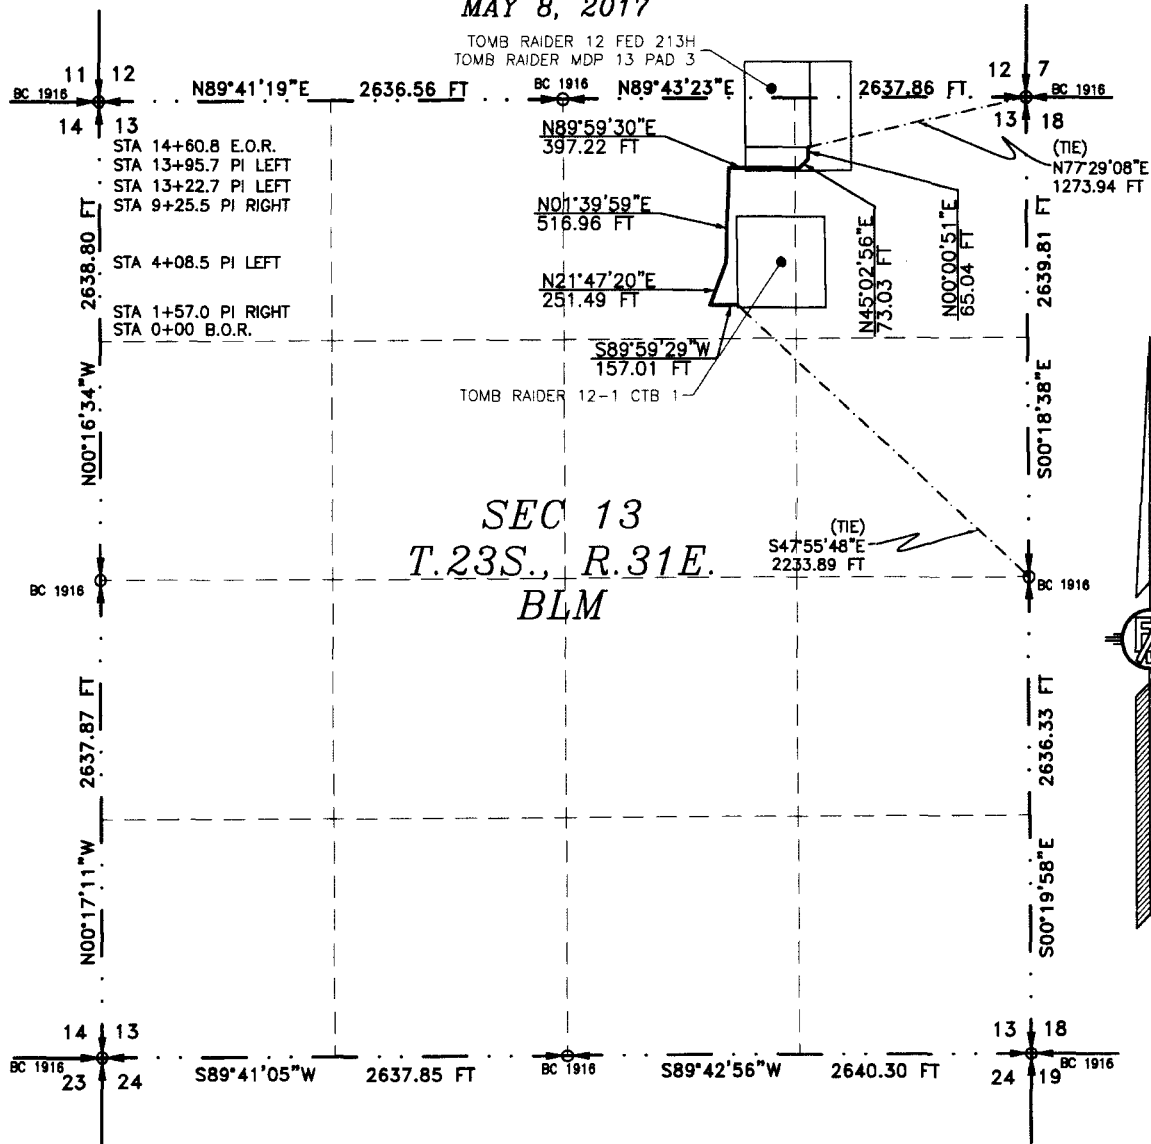 MAY 8, 2017
TOMB RAIDER 12 FED 213H
TOMB RAIDER MDP 13 PAD 3
11 12
14 13
BC 1916
N89°41'19"E 2636.56 FT
BC 1916
N89°43'23"E 2637.86 FT.
12 7
13 18
BC 1916
STA 14+60.8 E.O.R.
STA 13+95.7 PI LEFT
STA 13+22.7 PI LEFT
STA 9+25.5 PI RIGHT
STA 4+08.5 PI LEFT
STA 1+57.0 PI RIGHT
STA 0+00 B.O.R.
N89°59'30"E
397.22 FT
N01°39'59"E
516.96 FT
N21°47'20"E
251.49 FT
S89°59'29"W
157.01 FT
TOMB RAIDER 12-1 CTB 1
N45°02'56"E
73.03 FT
N00°00'51"E
65.04 FT
(TIE)
N77°29'08"E
1273.94 FT
2638.80 FT
N00°16'34"W
2639.81 FT
S00°18'38"E
SEC 13
T.23S., R.31E.
BLM
(TIE)
S47°55'48"E
2233.89 FT
BC 1916
BC 1916
2637.87 FT
N00°17'11"W
2636.33 FT
S00°19'58"E
14 13
23 24
BC 1916
S89°41'05"W 2637.85 FT
BC 1916
S89°42'56"W 2640.30 FT
13 18
24 19
BC 1916